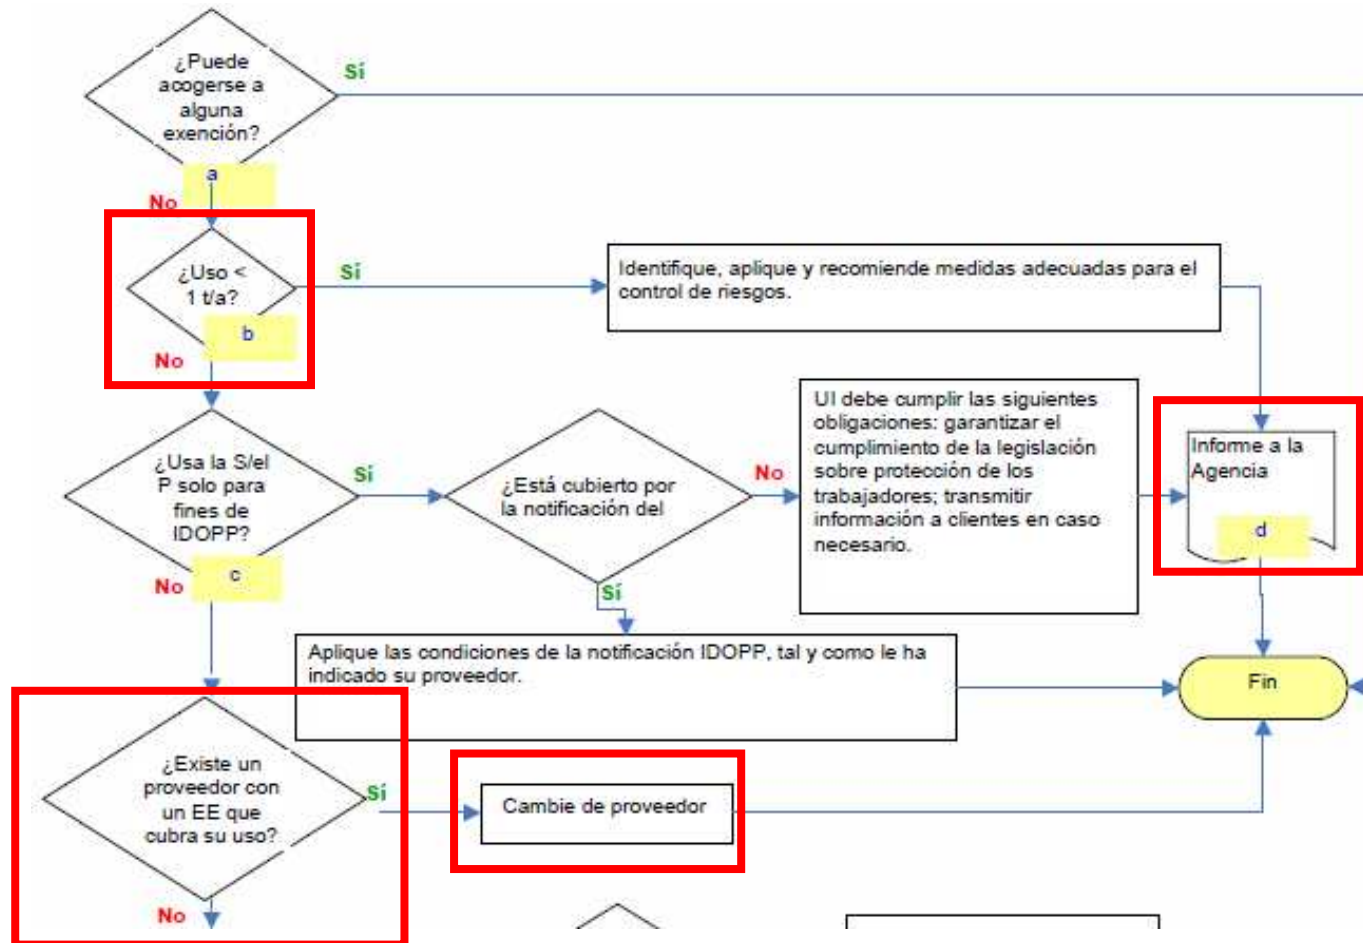 ¿Puede
acogerse a
alguna
exención?
Sí
a
No
¿Uso <
1 t/a?
Sí
b
No
Identifique, aplique y recomiende medidas adecuadas para el
control de riesgos.
¿Usa la S/el
P solo para
fines de
IDOPP?
Sí
c
No
¿Está cubierto por
la notificación del
No
Sí
UI debe cumplir las siguientes
obligaciones: garantizar el
cumplimiento de la legislación
sobre protección de los
trabajadores; transmitir
información a clientes en caso
necesario.
Informe a la
Agencia
d
Aplique las condiciones de la notificación IDOPP, tal y como le ha
indicado su proveedor.
Fin
¿Existe un
proveedor con
un EE que
cubra su uso?
Sí
No
Cambie de proveedor